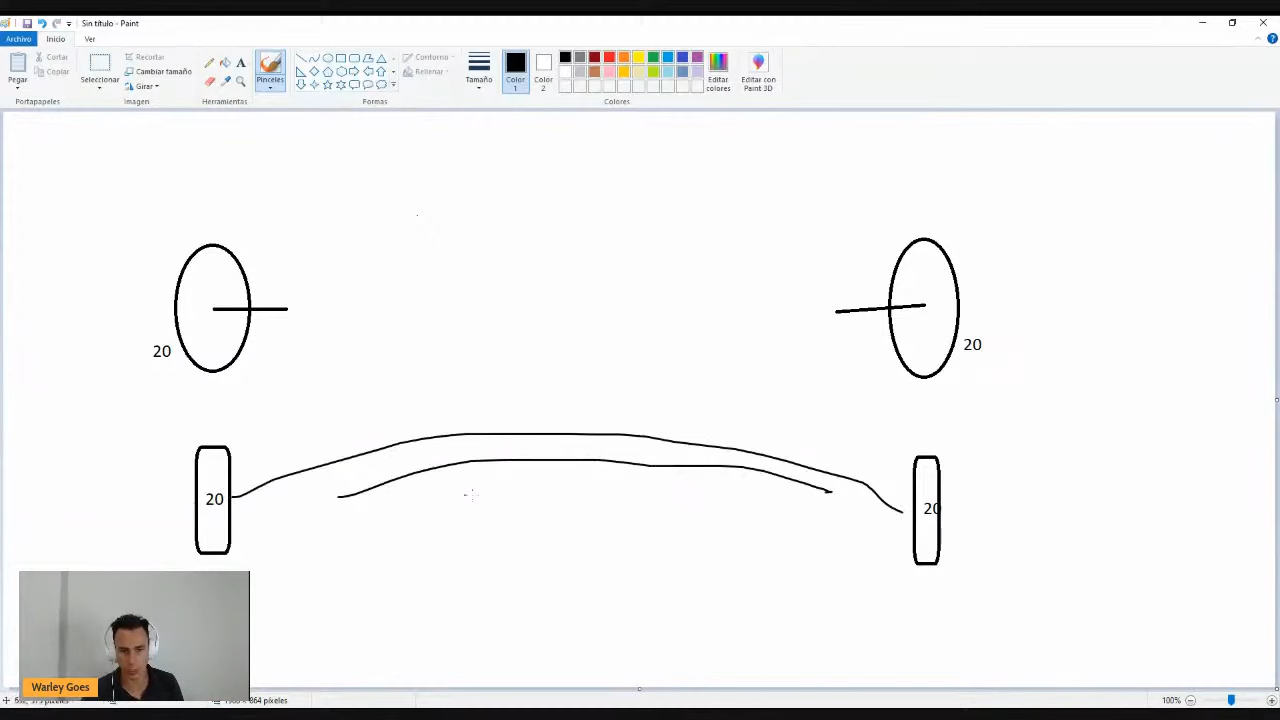 Sin título - Paint
Archivo Inicio Ver
Pegar
Cortar
Copiar
Portapapeles
Seleccionar
Recortar
Cambiar tamaño
Girar
Imagen
A
Herramientas
Pinceles
Contorno
Rellenar
Formas
Tamaño
Color 1
Color 2
Editar colores
Editar con Paint 3D
Colores
20
20
20
20
Warley Goes
100%